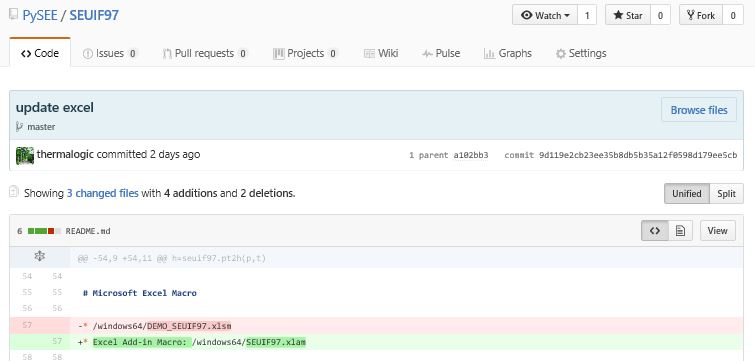 PySEE / SEUIF97
Watch 1 Star 0 Fork 0
Code Issues 0 Pull requests 0 Projects 0 Wiki Pulse Graphs Settings
update excel
Browse files
master
thermalogic committed 2 days ago 1 parent a102bb3 commit 9d119e2cb23ee35b8db5b35a12f0598d179ee5cb
Showing 3 changed files with 4 additions and 2 deletions. Unified Split
6 README.md View
@@ -54,9 +54,11 @@ h=seuif97.pt2h(p,t)
54 54
55 55 # Microsoft Excel Macro
56 56
57 -* /windows64/DEMO_SEUIF97.xlsm
57 +* Excel Add-in Macro: /windows64/SEUIF97.xlam
58 58